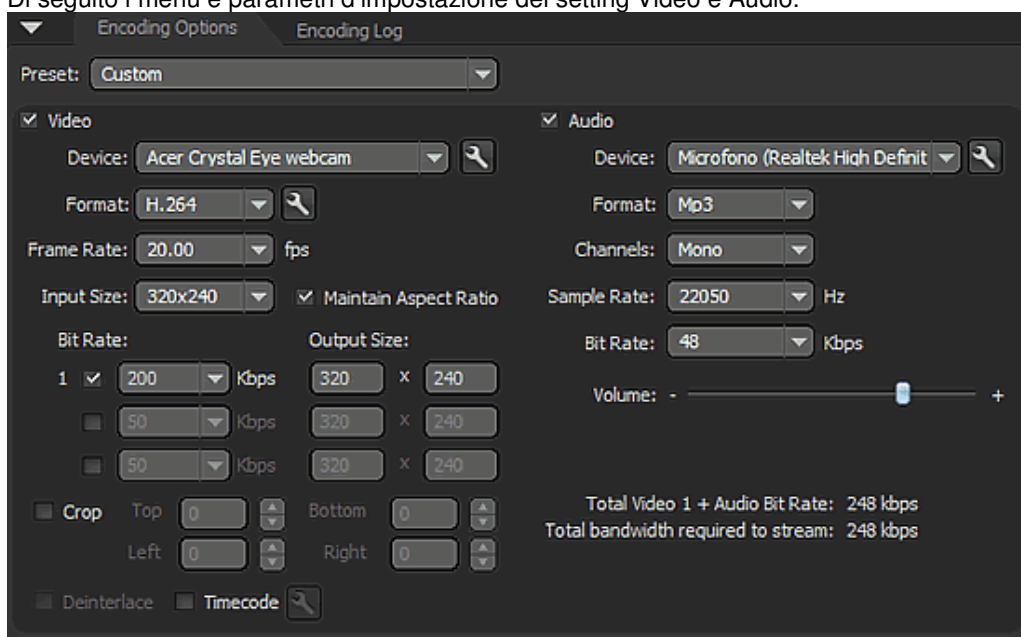 Di seguito i menu e parametri d'impostazione del setting Video e Audio:
Encoding Options
Encoding Log
Preset: Custom
Video
Device: Acer Crystal Eye webcam
Format: H.264
Frame Rate: 20.00 fps
Input Size: 320x240 Maintain Aspect Ratio
Bit Rate: Output Size:
1 200 Kbps 320 x 240
50 Kbps 320 x 240
50 Kbps 320 x 240
Crop Top 0 Bottom 0
Left 0 Right 0
Deinterlace Timecode
Audio
Device: Microfono (Realtek High Definit
Format: Mp3
Channels: Mono
Sample Rate: 22050 Hz
Bit Rate: 48 Kbps
Volume: - +
Total Video 1 + Audio Bit Rate: 248 kbps
Total bandwidth required to stream: 248 kbps